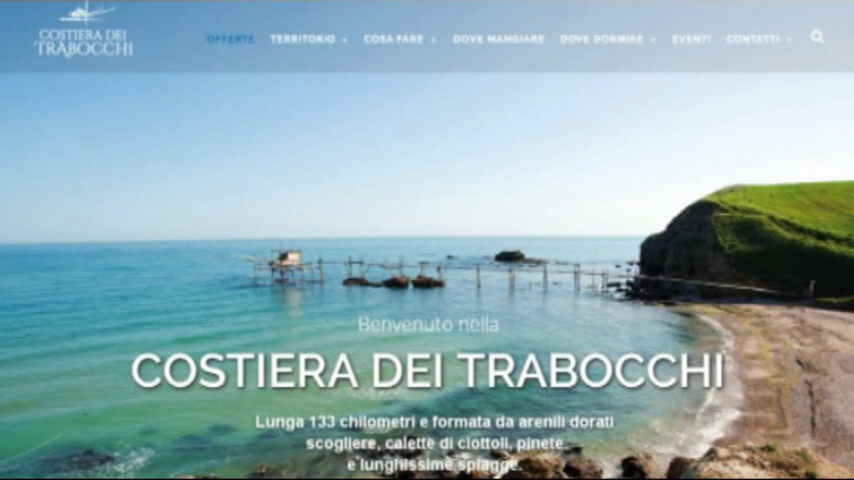 COSTIERA DEI
TRABOCCHI
OFFERTE TERRITORIO COSA FARE DOVE MANGIARE DOVE DORMIRE EVENTI CONTATTI
Benvenuto nella
COSTIERA DEI TRABOCCHI
Lunga 133 chilometri e formata da arenili dorati
scogliere, calette di ciottoli, pinete
e lunghissime spiagge.